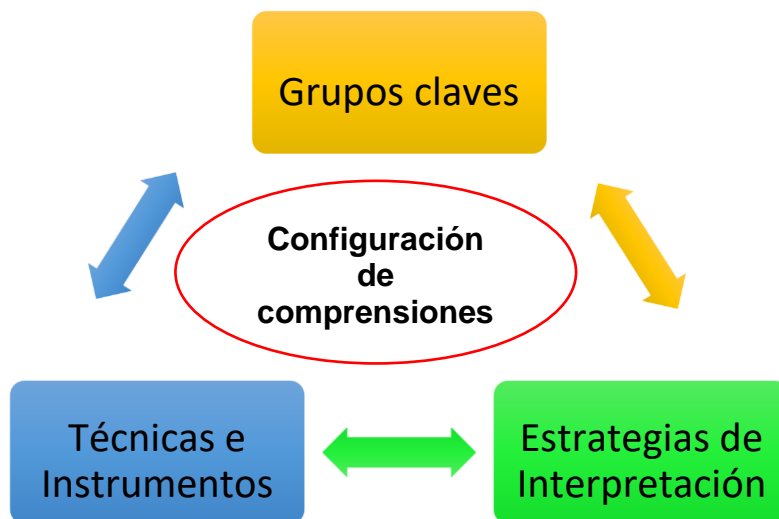 Grupos claves
Configuración
de
comprensiones
Técnicas e
Instrumentos
Estrategias de
Interpretación